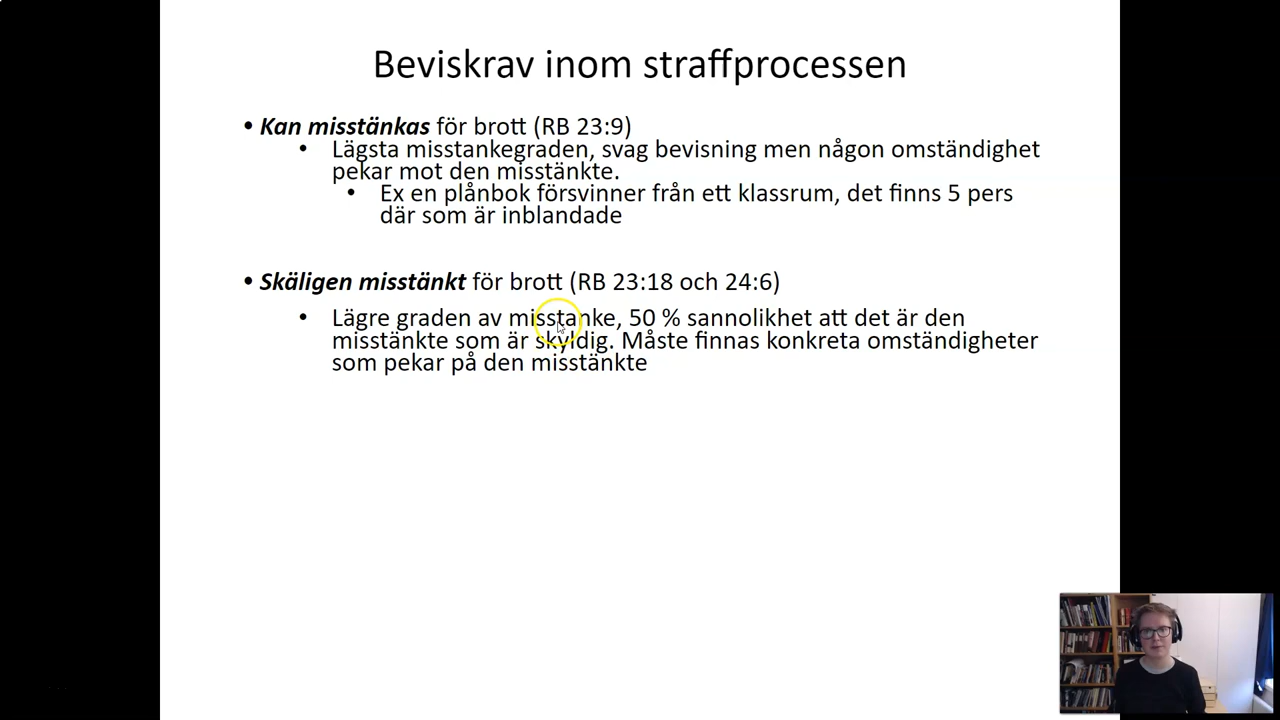 Beviskrav inom straffprocessen
• Kan misstänkas för brott (RB 23:9)
• Lägsta misstankegraden, svag bevisning men någon omständighet
pekar mot den misstänkte.
• Ex en plånbok försvinner från ett klassrum, det finns 5 pers
där som är inblandade
• Skäligen misstänkt för brott (RB 23:18 och 24:6)
• Lägre graden av misstanke, 50 % sannolikhet att det är den
misstänkte som är skyldig. Måste finnas konkreta omständigheter
som pekar på den misstänkte